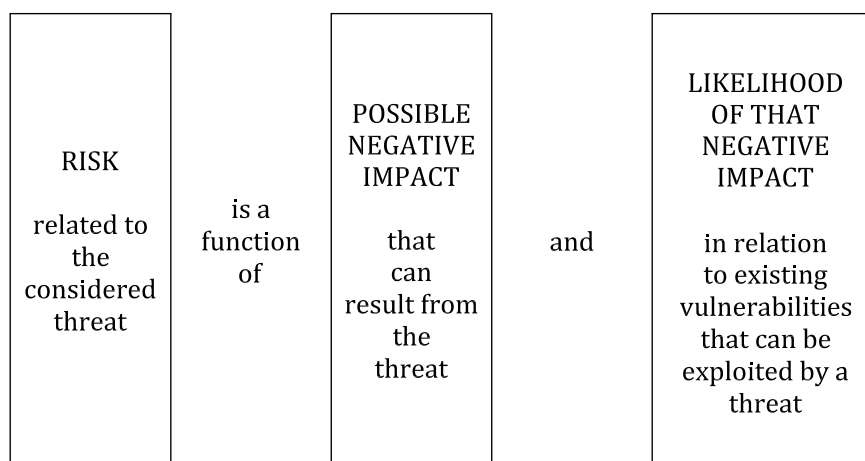 RISK
related to
the
considered
threat
is a
function
of
POSSIBLE
NEGATIVE
IMPACT
that
can
result from
the
threat
and
LIKELIHOOD
OF THAT
NEGATIVE
IMPACT
in relation
to existing
vulnerabilities
that can be
exploited by a
threat